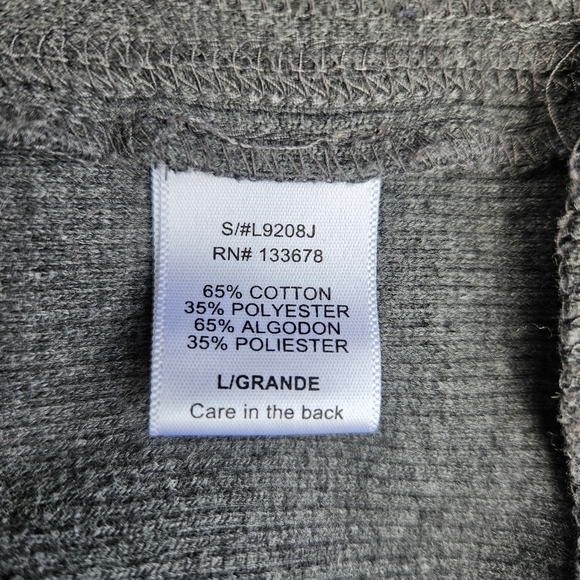 S/#L9208J
RN# 133678
65% COTTON
35% POLYESTER
65% ALGODON
35% POLIESTER
L/GRANDE
Care in the back